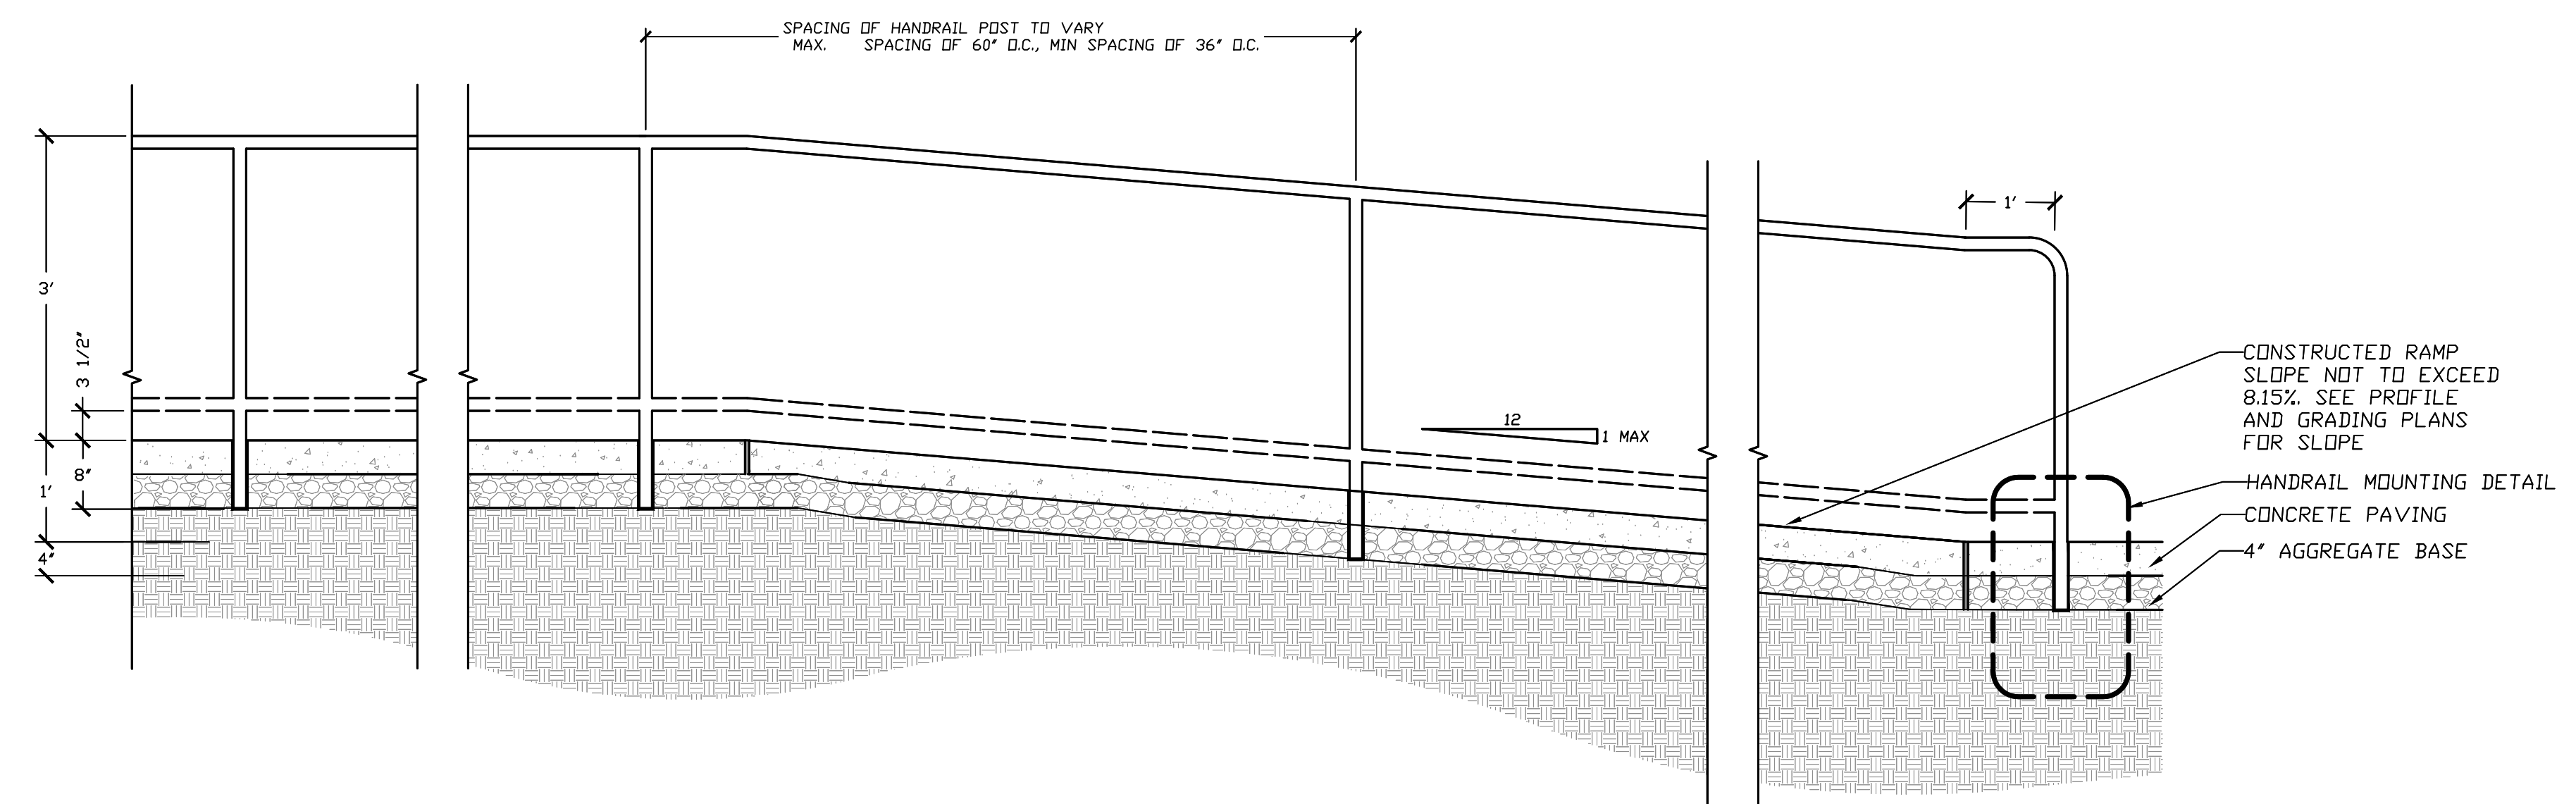 SPACING OF HANDRAIL POST TO VARY
MAX. SPACING OF 60" O.C., MIN SPACING OF 36" O.C.
1'
3'
3 1/2"
8"
1'
4"
12
1 MAX
CONSTRUCTED RAMP
SLOPE NOT TO EXCEED
8.15%. SEE PROFILE
AND GRADING PLANS
FOR SLOPE
HANDRAIL MOUNTING DETAIL
CONCRETE PAVING
4" AGGREGATE BASE